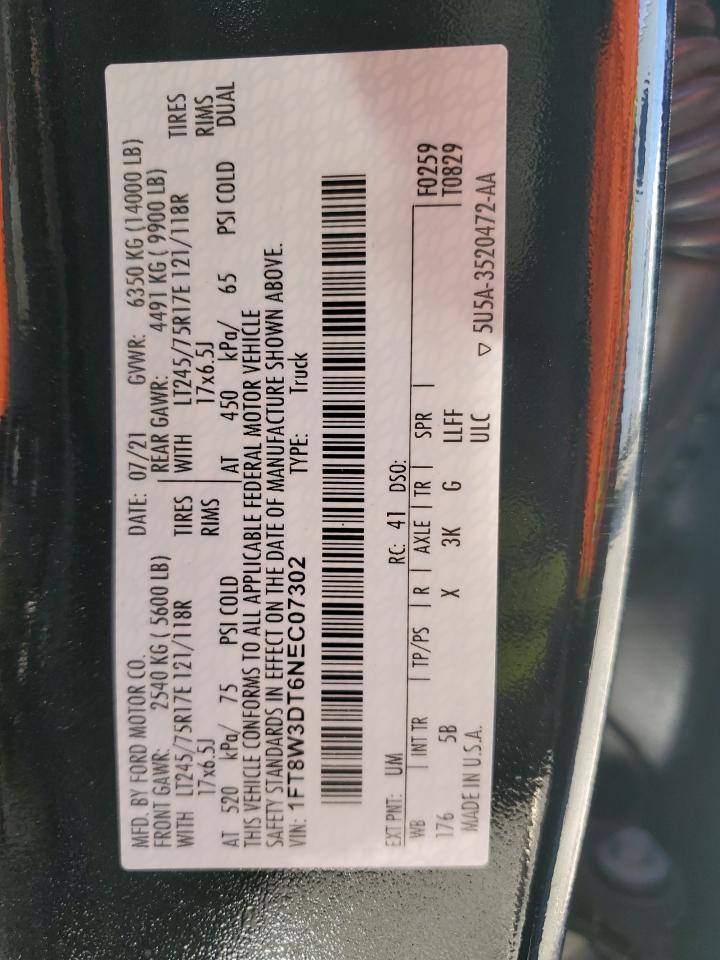 MFD. BY FORD MOTOR CO.
DATE: 07/21 GVWR: 6350 KG (14000 LB)
FRONT GAWR: 2540 KG ( 5600 LB) REAR GAWR: 4491 KG ( 9900 LB)
WITH LT245/75R17E 121/118R TIRES WITH LT245/75R17E 121/118R TIRES
17x6.5J RIMS 17x6.5J RIMS
AT 520 kPa/ 75 PSI COLD AT 450 kPa/ 65 PSI COLD DUAL
THIS VEHICLE CONFORMS TO ALL APPLICABLE FEDERAL MOTOR VEHICLE
SAFETY STANDARDS IN EFFECT ON THE DATE OF MANUFACTURE SHOWN ABOVE.
VIN: 1FT8W3DT6NEC07302 TYPE: Truck
EXT PNT: UM RC: 41 DSO:
WB INT TR TP/PS R AXLE TR SPR F0259
176 5B X 3K G LLFF T0829
MADE IN U.S.A. ULC
▽ 5U5A-3520472-AA